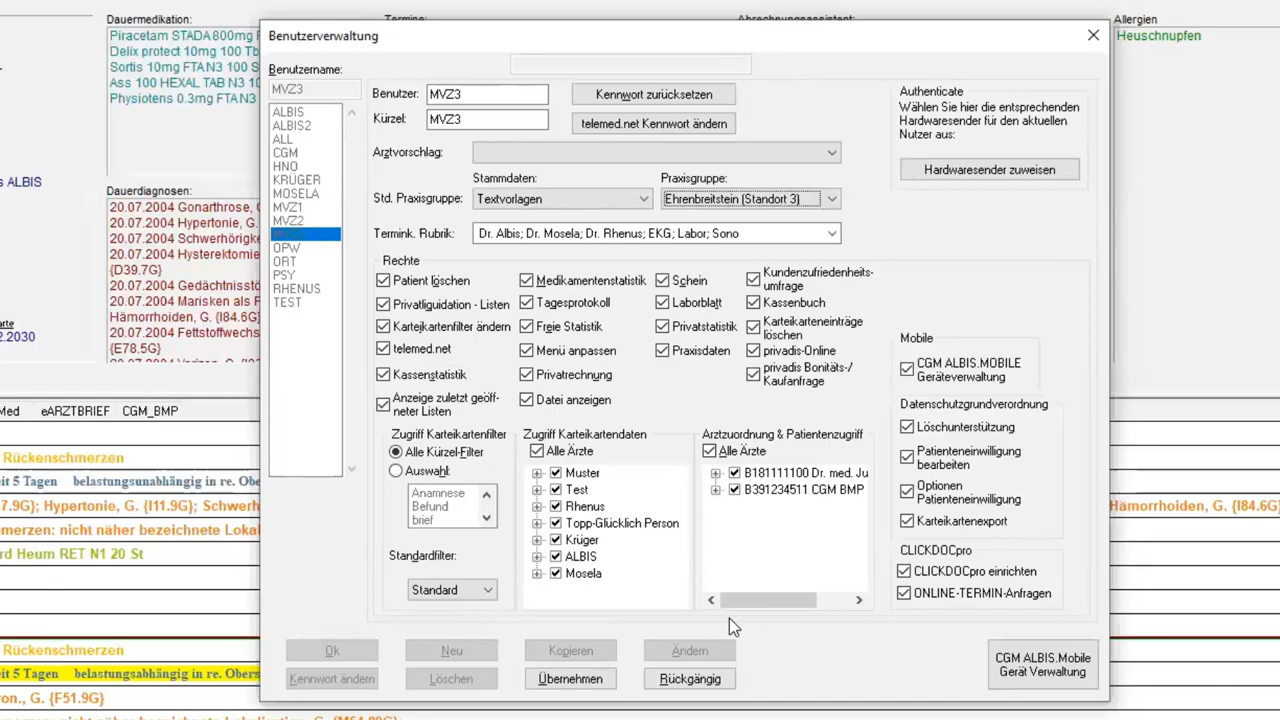 Dauermedikation:
Termine:
Abrechnungsassistent:
Allergien
Piracetam STADA 800mg
Delix protect 10mg 100 Tb
Sortis 10mg FTA N3 100 S
Ass 100 HEXAL TAB N3 10
Physiotens 0.3mg FTA N3
Heuschnupfen
s ALBIS
Dauerdiagnosen:
20.07.2004 Gonarthrose,
20.07.2004 Hypertonie, G.
20.07.2004 Schwerhörigke
20.07.2004 Hysterektomie
{D39.7G}
20.07.2004 Gedächtnisstö
20.07.2004 Marisken als F
Hämorrhoiden, G. {I84.6G}
20.07.2004 Fettstoffwechs
{E78.5G}
arte
2.2030
Med eARZTBRIEF CGM_BMP
Rückenschmerzen
eit 5 Tagen belastungsunabhängig in re. Obe
7.9G}; Hypertonie, G. {I11.9G}; Schwerh
Hämorrhoiden, G. {I84.6G
merzen: nicht näher bezeichnete Lokal
rd Heum RET N1 20 St
Rückenschmerzen
eit 5 Tagen belastungsabhängig in re. Obers
ron., G. {F51.9G}
Benutzerverwaltung
Benutzername:
MVZ3
ALBIS
ALBIS2
ALL
CGM
HNO
KRÜGER
MOSELA
MVZ1
MVZ2
OPW
ORT
PSY
RHENUS
TEST
Benutzer: MVZ3 Kennwort zurücksetzen
Kürzel: MVZ3 telemed.net Kennwort ändern
Arztvorschlag:
Stammdaten: Praxisgruppe:
Std. Praxisgruppe: Textvorlagen Ehrenbreitstein (Standort 3)
Termink. Rubrik: Dr. Albis; Dr. Mosela; Dr. Rhenus; EKG; Labor; Sono
Authenticate
Wählen Sie hier die entsprechenden
Hardwaresender für den aktuellen
Nutzer aus:
Hardwaresender zuweisen
Rechte
Patient löschen
Privatliguidation - Listen
Karteikartenfilter ändern
telemed.net
Kassenstatistik
Anzeige zuletzt geöff-
neter Listen
Medikamentenstatistik
Tagesprotokoll
Freie Statistik
Menü anpassen
Privatrechnung
Datei anzeigen
Schein
Laborblatt
Privatstatistik
Praxisdaten
Kundenzufriedenheits-
umfrage
Kassenbuch
Karteikarteneinträge
löschen
privadis-Online
privadis Bonitäts-/
Kaufanfrage
Mobile
CGM ALBIS.MOBILE
Geräteverwaltung
Datenschutzgrundverordnung
Löschunterstützung
Patienteneinwilligung
bearbeiten
Optionen
Patienteneinwilligung
Karteikartenexport
CLICKDOCpro
CLICKDOCpro einrichten
ONLINE-TERMIN-Anfragen
Zugriff Karteikartenfilter
Alle Kürzel-Filter
Auswahl:
Anamnese
Befund
brief
Standardfilter:
Standard
Zugriff Karteikartendaten
Alle Ärzte
Muster
Test
Rhenus
Topp-Glücklich Person
Krüger
ALBIS
Mosela
Arztzuordnung & Patientenzugriff
Alle Ärzte
B181111100 Dr. med. Ju
B391234511 CGM BMP
Ok Neu Kopieren Ändern
Kennwort ändern Löschen Übernehmen Rückgängig
CGM ALBIS.Mobile
Gerät Verwaltung